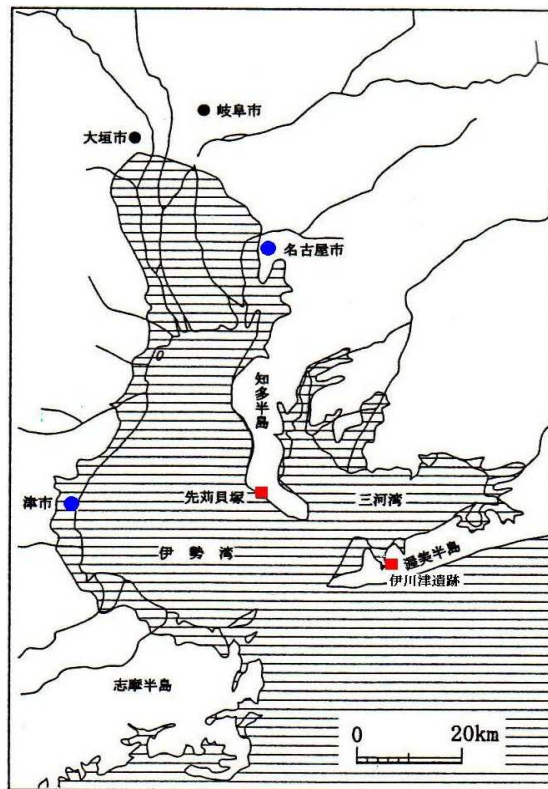 岐阜市
大垣市
名古屋市
知多半島
先苅貝塚
三河湾
津市
伊勢湾
渥美半島
伊川津遺跡
志摩半島
0
20km